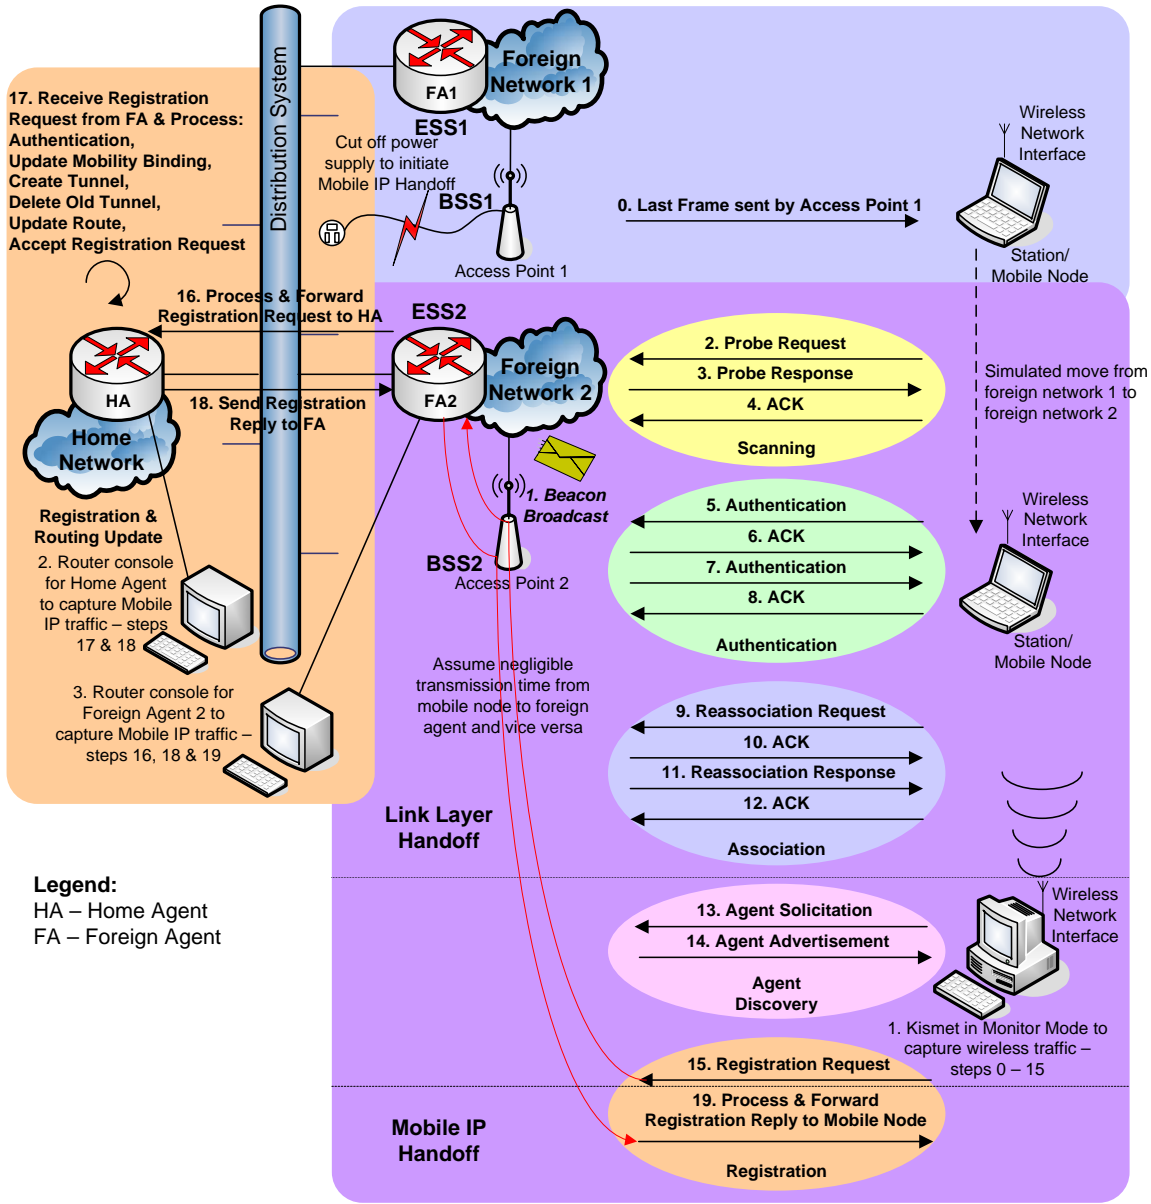 17. Receive Registration
Request from FA & Process:
Authentication,
Update Mobility Binding,
Create Tunnel,
Delete Old Tunnel,
Update Route,
Accept Registration Request
Distribution System
FA1
Foreign
Network 1
ESS1
Cut off power
supply to initiate
Mobile IP Handoff
BSS1
Access Point 1
0. Last Frame sent by Access Point 1
Wireless
Network
Interface
Station/
Mobile Node
16. Process & Forward
Registration Request to HA
HA
Home
Network
18. Send Registration
Reply to FA
ESS2
FA2
Foreign
Network 2
1. Beacon
Broadcast
BSS2
Access Point 2
2. Probe Request
3. Probe Response
4. ACK
Scanning
Simulated move from
foreign network 1 to
foreign network 2
5. Authentication
6. ACK
7. Authentication
8. ACK
Authentication
Wireless
Network
Interface
Station/
Mobile Node
Registration &
Routing Update
2. Router console
for Home Agent
to capture Mobile
IP traffic – steps
17 & 18
3. Router console for
Foreign Agent 2 to
capture Mobile IP traffic –
steps 16, 18 & 19
Assume negligible
transmission time from
mobile node to foreign
agent and vice versa
9. Reassociation Request
10. ACK
11. Reassociation Response
12. ACK
Association
Link Layer
Handoff
Legend:
HA – Home Agent
FA – Foreign Agent
13. Agent Solicitation
14. Agent Advertisement
Agent
Discovery
Wireless
Network
Interface
1. Kismet in Monitor Mode to
capture wireless traffic –
steps 0 – 15
15. Registration Request
19. Process & Forward
Registration Reply to Mobile Node
Registration
Mobile IP
Handoff